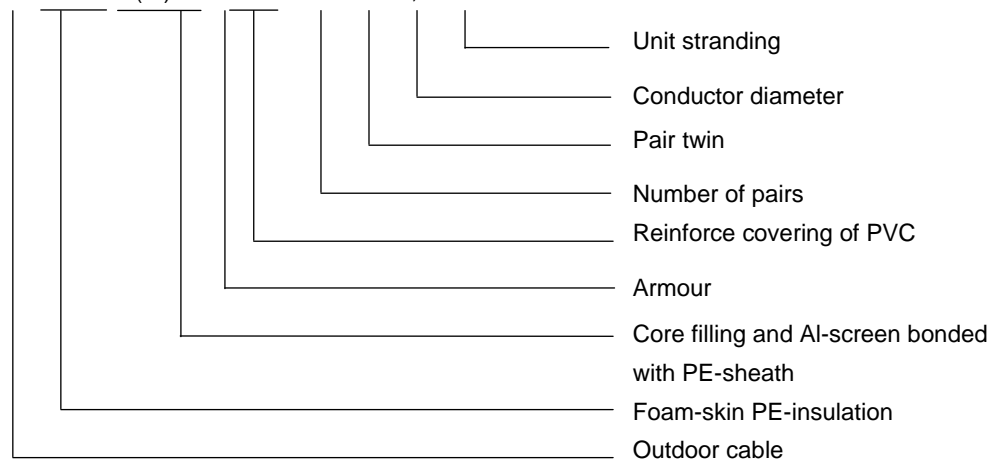 Unit stranding
Conductor diameter
Pair twin
Number of pairs
Reinforce covering of PVC
Armour
Core filling and Al-screen bonded
with PE-sheath
Foam-skin PE-insulation
Outdoor cable